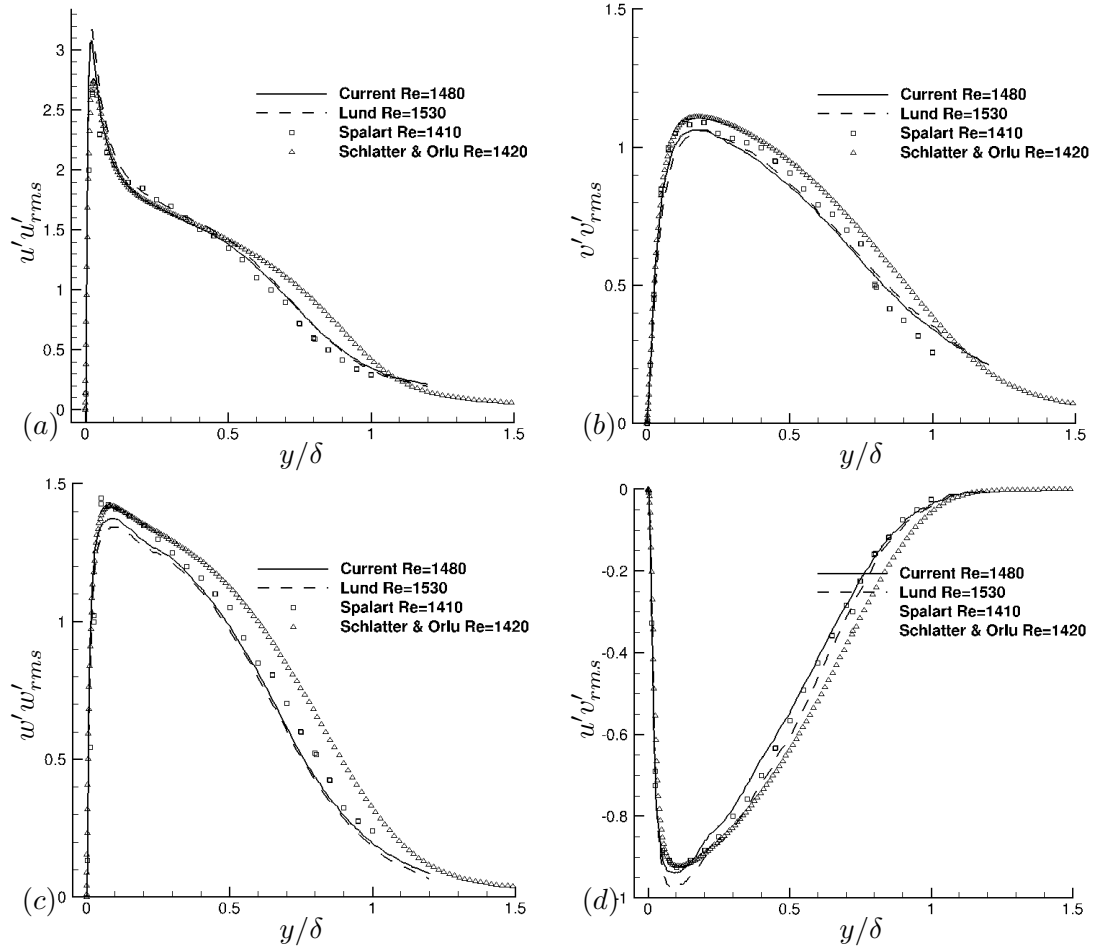 3
2.5
2
1.5
1
0.5
0
u′u′rms
Current Re=1480
Lund Re=1530
Spalart Re=1410
Schlatter & Orlu Re=1420
0 0.5 1 1.5
(a)
y/δ
1.5
1
0.5
0
v′v′rms
Current Re=1480
Lund Re=1530
Spalart Re=1410
Schlatter & Orlu Re=1420
0 0.5 1 1.5
(b)
y/δ
1.5
1
0.5
0
w′w′rms
Current Re=1480
Lund Re=1530
Spalart Re=1410
Schlatter & Orlu Re=1420
0 0.5 1 1.5
(c)
y/δ
0
-0.2
-0.4
-0.6
-0.8
-1
u′v′rms
Current Re=1480
Lund Re=1530
Spalart Re=1410
Schlatter & Orlu Re=1420
0 0.5 1 1.5
(d)
y/δ